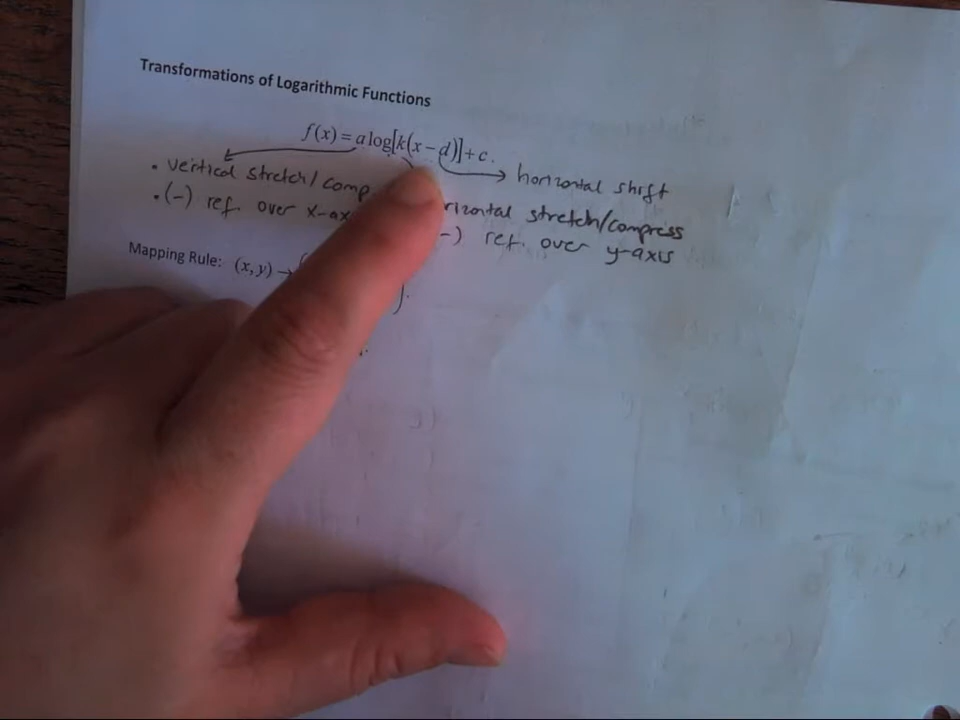 Transformations of Logarithmic Functions
f(x) = a log[k(x − d)] + c.
• vertical stretch/comp. horizontal shift
• (-) ref. over x-ax stretch/compress
-) ref. over y-axis
Mapping Rule: (x, y) → (